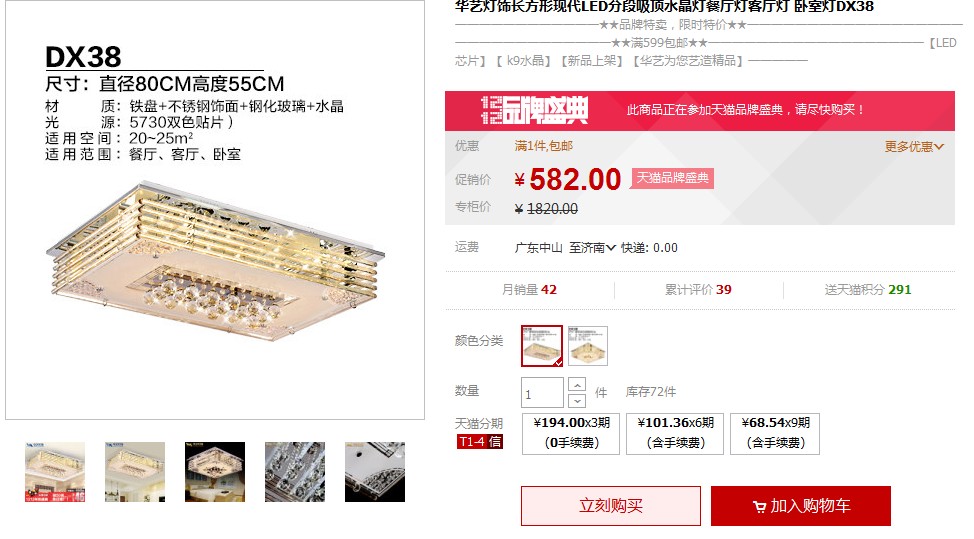 华艺灯饰长方形现代LED分段吸顶水晶灯餐厅灯客厅灯 卧室灯DX38
★★品牌特卖，限时特价★★
★★满599包邮★★ 【LED
芯片】【 k9水晶】【新品上架】【华艺为您艺造精品】
DX38
尺寸：直径80CM高度55CM
材 质：铁盘+不锈钢饰面+钢化玻璃+水晶
光 源：5730双色贴片 ）
适用空间：20~25m²
适用范围：餐厅、客厅、卧室
1212品牌盛典 此商品正在参加天猫品牌盛典，请尽快购买！
优惠 满1件,包邮 更多优惠
促销价 ¥ 582.00 天猫品牌盛典
专柜价 ¥ 1820.00
运费 广东中山 至济南 快递: 0.00
月销量 42 累计评价 39 送天猫积分 291
颜色分类
数量 1 件 库存72件
天猫分期 ¥194.00x3期 ¥101.36x6期 ¥68.54x9期
T1-4 信 (0手续费) (含手续费) (含手续费)
立刻购买 加入购物车